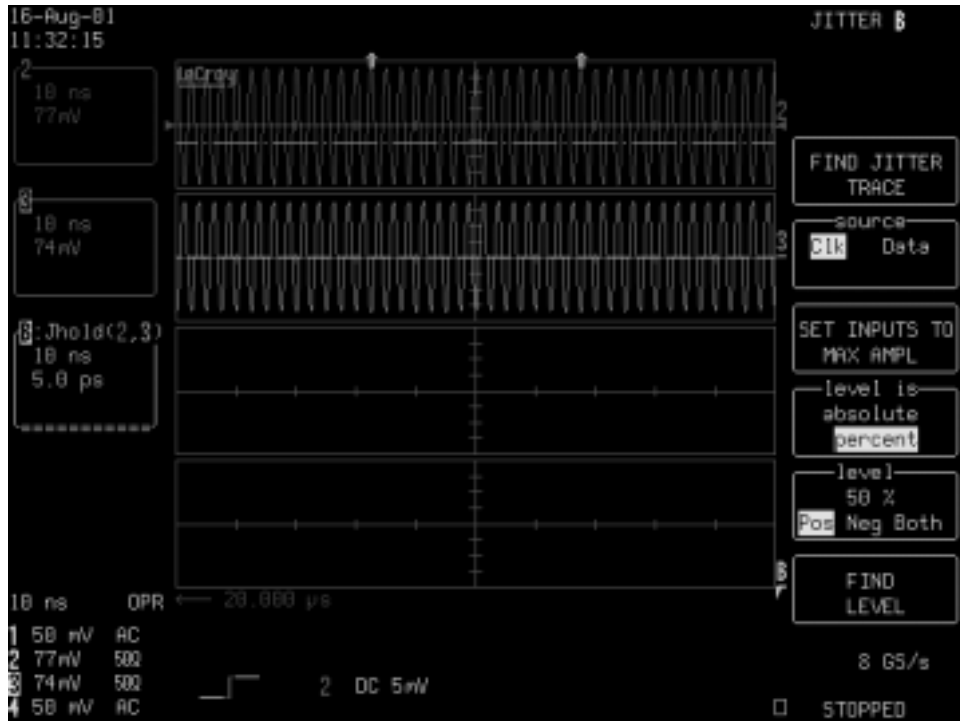 16-Aug-81
11:32:15
JITTER B
2
10 ns
77mV
LeCroy
2
3
10 ns
74mV
3
B:Jhold(2,3)
10 ns
5.0 ps
FIND JITTER
TRACE
source
Clk Data
SET INPUTS TO
MAX AMPL
level is
absolute
percent
level
50 %
Pos Neg Both
FIND
LEVEL
B
10 ns OPR
20.000 µs
1 50 mV AC
2 77mV 50Ω
3 74mV 50Ω
4 50 mV AC
2 DC 5mV
8 GS/s
STOPPED